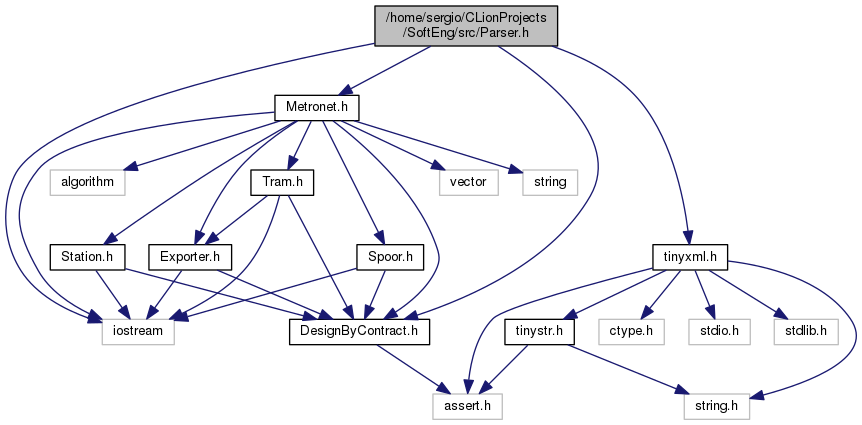 /home/sergio/CLionProjects
/SoftEng/src/Parser.h
Metronet.h
algorithm
Tram.h
vector
string
Station.h
Exporter.h
Spoor.h
tinyxml.h
iostream
DesignByContract.h
tinystr.h
ctype.h
stdio.h
stdlib.h
assert.h
string.h